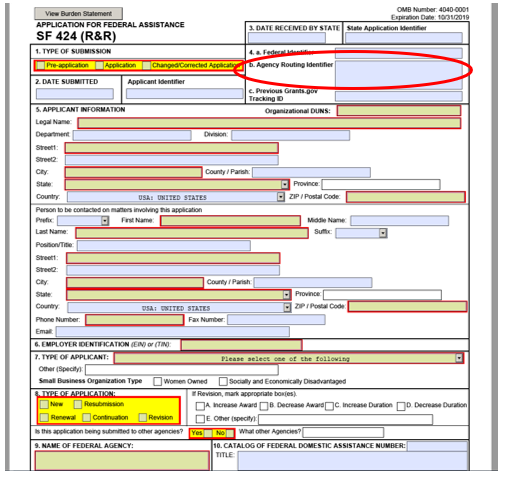 View Burden Statement
OMB Number: 4040-0001
Expiration Date: 10/31/2019
APPLICATION FOR FEDERAL ASSISTANCE
SF 424 (R&R)
3. DATE RECEIVED BY STATE State Application Identifier
1. TYPE OF SUBMISSION
4. a. Federal Identifier
Pre-application Application Changed/Corrected Application
b. Agency Routing Identifier
2. DATE SUBMITTED Applicant Identifier
c. Previous Grants.gov
Tracking ID
5. APPLICANT INFORMATION Organizational DUNS:
Legal Name:
Department: Division:
Street1:
Street2:
City: County / Parish:
State: Province:
Country: USA: UNITED STATES ZIP / Postal Code:
Person to be contacted on matters involving this application
Prefix: First Name: Middle Name:
Last Name: Suffix:
Position/Title:
Street1:
Street2:
City: County / Parish:
State: Province:
Country: USA: UNITED STATES ZIP / Postal Code:
Phone Number: Fax Number:
Email:
6. EMPLOYER IDENTIFICATION (EIN) or (TIN):
7. TYPE OF APPLICANT: Please select one of the following
Other (Specify):
Small Business Organization Type Women Owned Socially and Economically Disadvantaged
8. TYPE OF APPLICATION: If Revision, mark appropriate box(es).
New Resubmission A. Increase Award B. Decrease Award C. Increase Duration D. Decrease Duration
Renewal Continuation Revision E. Other (specify):
Is this application being submitted to other agencies? Yes No What other Agencies?
9. NAME OF FEDERAL AGENCY: 10. CATALOG OF FEDERAL DOMESTIC ASSISTANCE NUMBER:
TITLE: